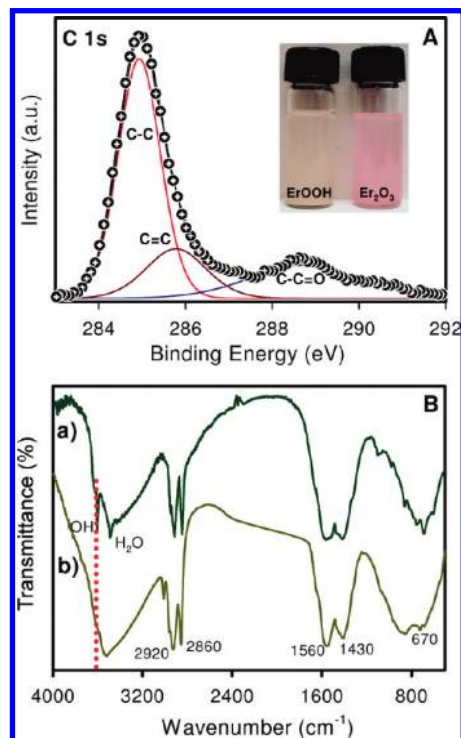 C 1s
A
C-C
C=C
C-C=O
ErOOH
Er₂O₃
Intensity (a.u.)
284 286 288 290 292
Binding Energy (eV)
B
a)
OH
H₂O
b)
2920
2860
1560
1430
670
Transmittance (%)
4000 3200 2400 1600 800
Wavenumber (cm⁻¹)